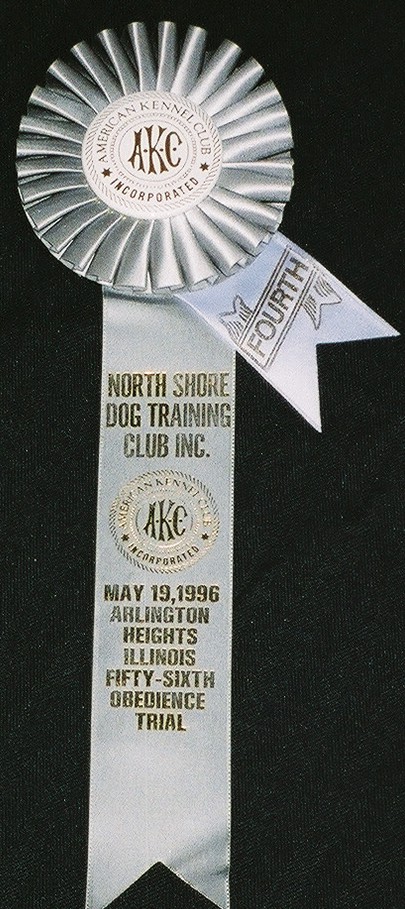 AMERICAN KENNEL CLUB
AKC
INCORPORATED
FOURTH
NORTH SHORE
DOG TRAINING
CLUB INC.
AMERICAN KENNEL CLUB
AKC
INCORPORATED
MAY 19,1996
ARLINGTON
HEIGHTS
ILLINOIS
FIFTY-SIXTH
OBEDIENCE
TRIAL